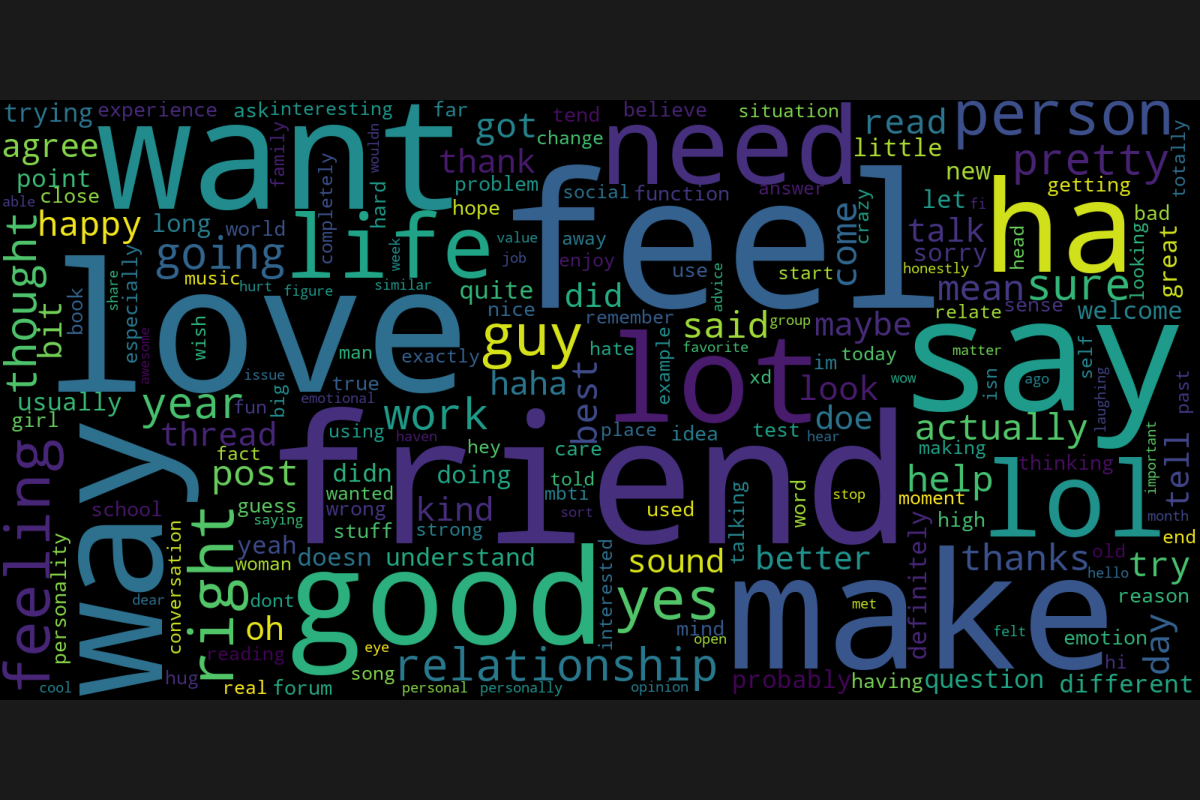 trying
experience
ask
interesting
far
tend
believe
situation
person
want
got
change
need
read
agree
family
wouldn
thank
little
pretty
totally
point
close
able
completely
hard
problem
social
function
answer
new
getting
happy
long
world
life
hope
feel
crazy
come
let
fi
ha
bad
great
going
week
value
away
talk
sorry
head
looking
thought
bit
book
share
especially
love
music
hurt
figure
similar
job
enjoy
use
advice
start
honestly
mean
sure
quite
did
nice
remember
said
group
maybe
relate
sense
welcome
awesome
wish
man
exactly
guy
hate
example
favorite
lot
im
today
say
matter
self
issue
true
haha
best
xd
look
wow
isn
ago
past
usually
girl
year
fun
big
emotional
work
place
idea
test
hear
doe
actually
laughing
thread
using
haven
friend
hey
care
making
feeling
way
fact
post
didn
doing
told
mbti
help
thinking
important
tell
school
guess
saying
wanted
wrong
kind
sort
used
talking
word
stop
moment
high
lol
month
right
stuff
strong
end
personality
conversation
yeah
woman
doesn
understand
interested
sound
better
definitely
thanks
old
hello
try
dear
dont
good
yes
make
met
reason
oh
reading
eye
mind
open
felt
emotion
day
hi
cool
hug
real
forum
song
personal
relationship
personally
opinion
probably
having
question
different